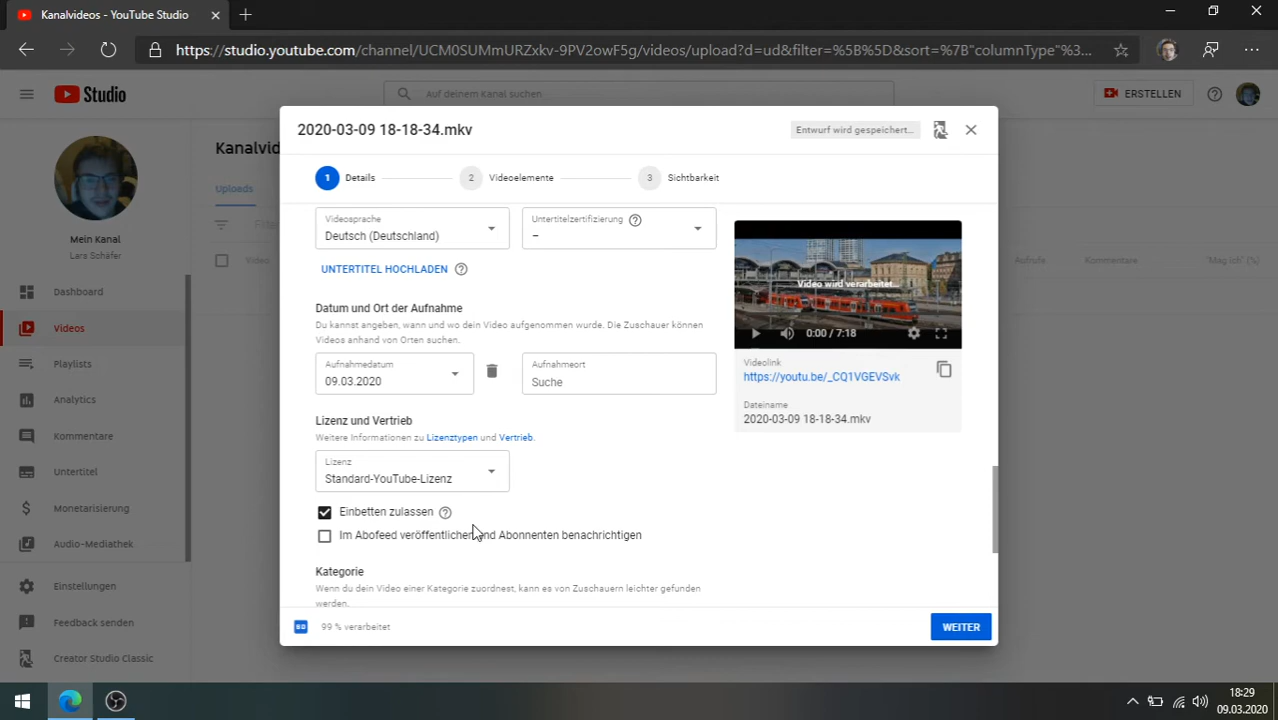 Kanalvideos - YouTube Studio
https://studio.youtube.com/channel/UCM0SUMmURZxkv-9PV2owF5g/videos/upload?d=ud&filter=%5B%5D&sort=%7B"columnType"%3...
Studio
Auf deinem Kanal suchen
ERSTELLEN
Mein Kanal
Lars Schäfer
Dashboard
Videos
Playlists
Analytics
Kommentare
Untertitel
Monetarisierung
Audio-Mediathek
Einstellungen
Feedback senden
Creator Studio Classic
Kanalvid
Uploads
Filter
Video
Aufrufe
Kommentare
"Mag ich" (%)
2020-03-09 18-18-34.mkv
Entwurf wird gespeichert...
1 Details
2 Videoelemente
3 Sichtbarkeit
Videosprache
Deutsch (Deutschland)
Untertitelzertifizierung
–
UNTERTITEL HOCHLADEN
Datum und Ort der Aufnahme
Du kannst angeben, wann und wo dein Video aufgenommen wurde. Die Zuschauer können
Videos anhand von Orten suchen.
Aufnahmedatum
09.03.2020
Aufnahmeort
Suche
Lizenz und Vertrieb
Weitere Informationen zu Lizenztypen und Vertrieb.
Lizenz
Standard-YouTube-Lizenz
Einbetten zulassen
Im Abofeed veröffentlichen und Abonnenten benachrichtigen
Kategorie
Wenn du dein Video einer Kategorie zuordnest, kann es von Zuschauern leichter gefunden
werden.
Video wird verarbeitet...
0:00 / 7:18
Videolink
https://youtu.be/_CQ1VGEVSvk
Dateiname
2020-03-09 18-18-34.mkv
SD
99 % verarbeitet
WEITER
18:29
09.03.2020